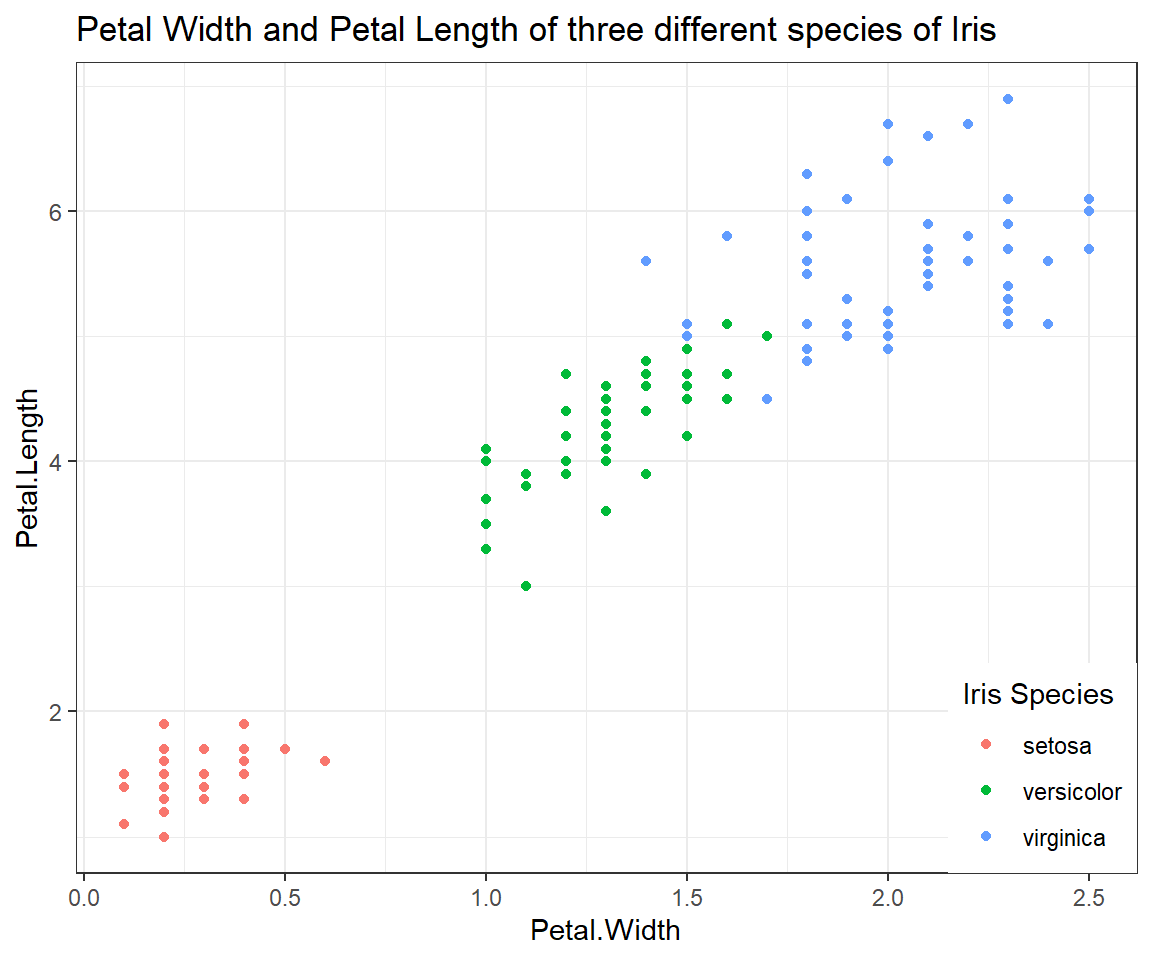 Petal Width and Petal Length of three different species of Iris
Petal.Length
6
4
2
Iris Species
setosa
versicolor
virginica
0.0 0.5 1.0 1.5 2.0 2.5
Petal.Width